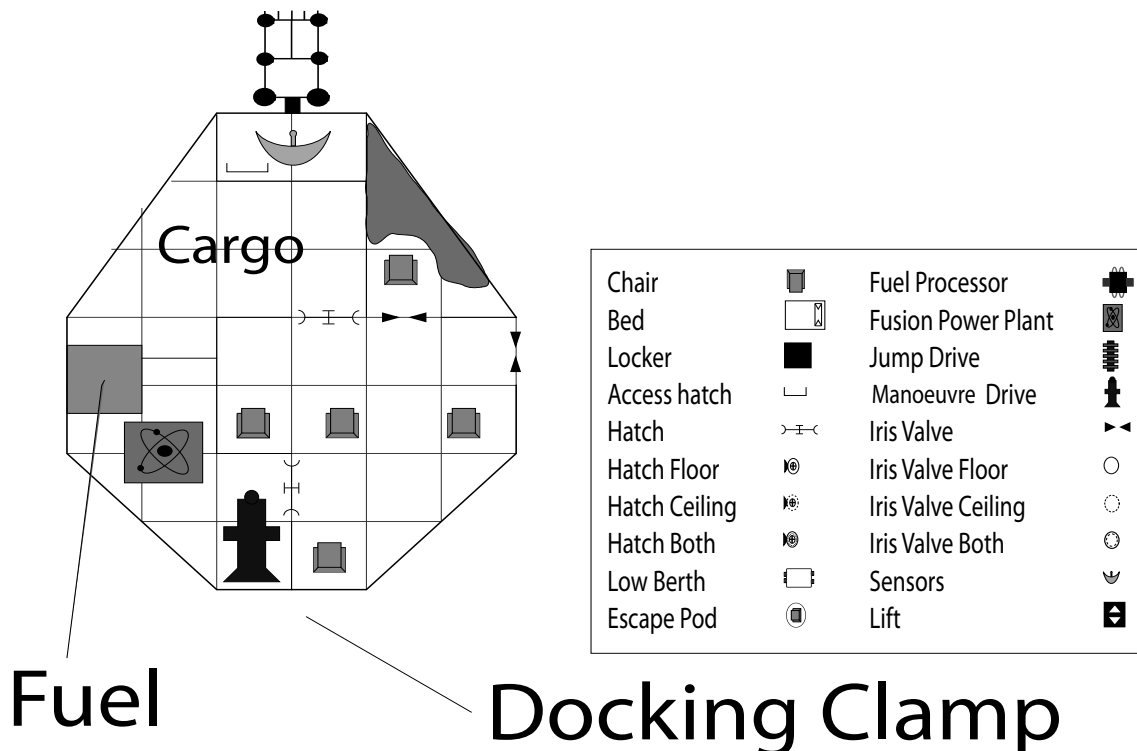 Cargo
Chair
Fuel Processor
Bed
Fusion Power Plant
Locker
Jump Drive
Access hatch
Manoeuvre Drive
Hatch
Iris Valve
Hatch Floor
Iris Valve Floor
Hatch Ceiling
Iris Valve Ceiling
Hatch Both
Iris Valve Both
Low Berth
Sensors
Escape Pod
Lift
Fuel
Docking Clamp